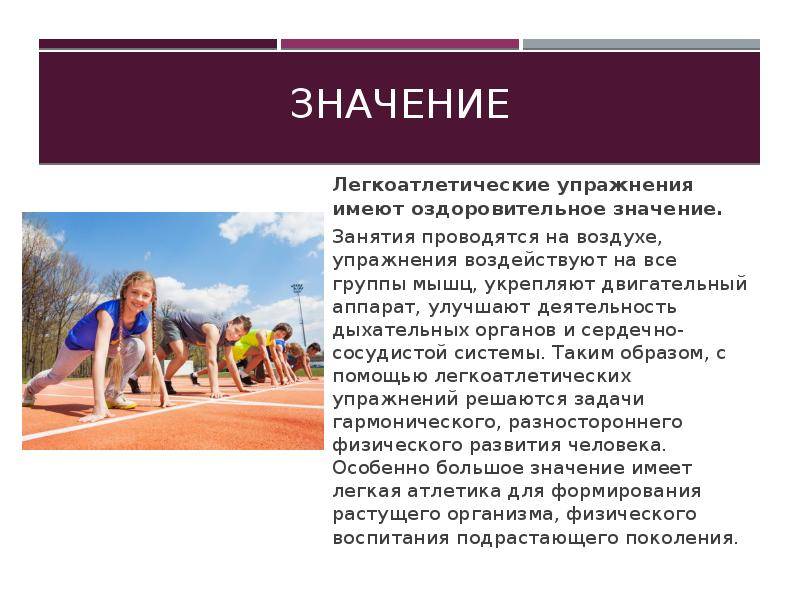 ЗНАЧЕНИЕ
Легкоатлетические упражнения
имеют оздоровительное значение.
Занятия проводятся на воздухе,
упражнения воздействуют на все
группы мышц, укрепляют двигательный
аппарат, улучшают деятельность
дыхательных органов и сердечно-
сосудистой системы. Таким образом, с
помощью легкоатлетических
упражнений решаются задачи
гармонического, разностороннего
физического развития человека.
Особенно большое значение имеет
легкая атлетика для формирования
растущего организма, физического
воспитания подрастающего поколения.